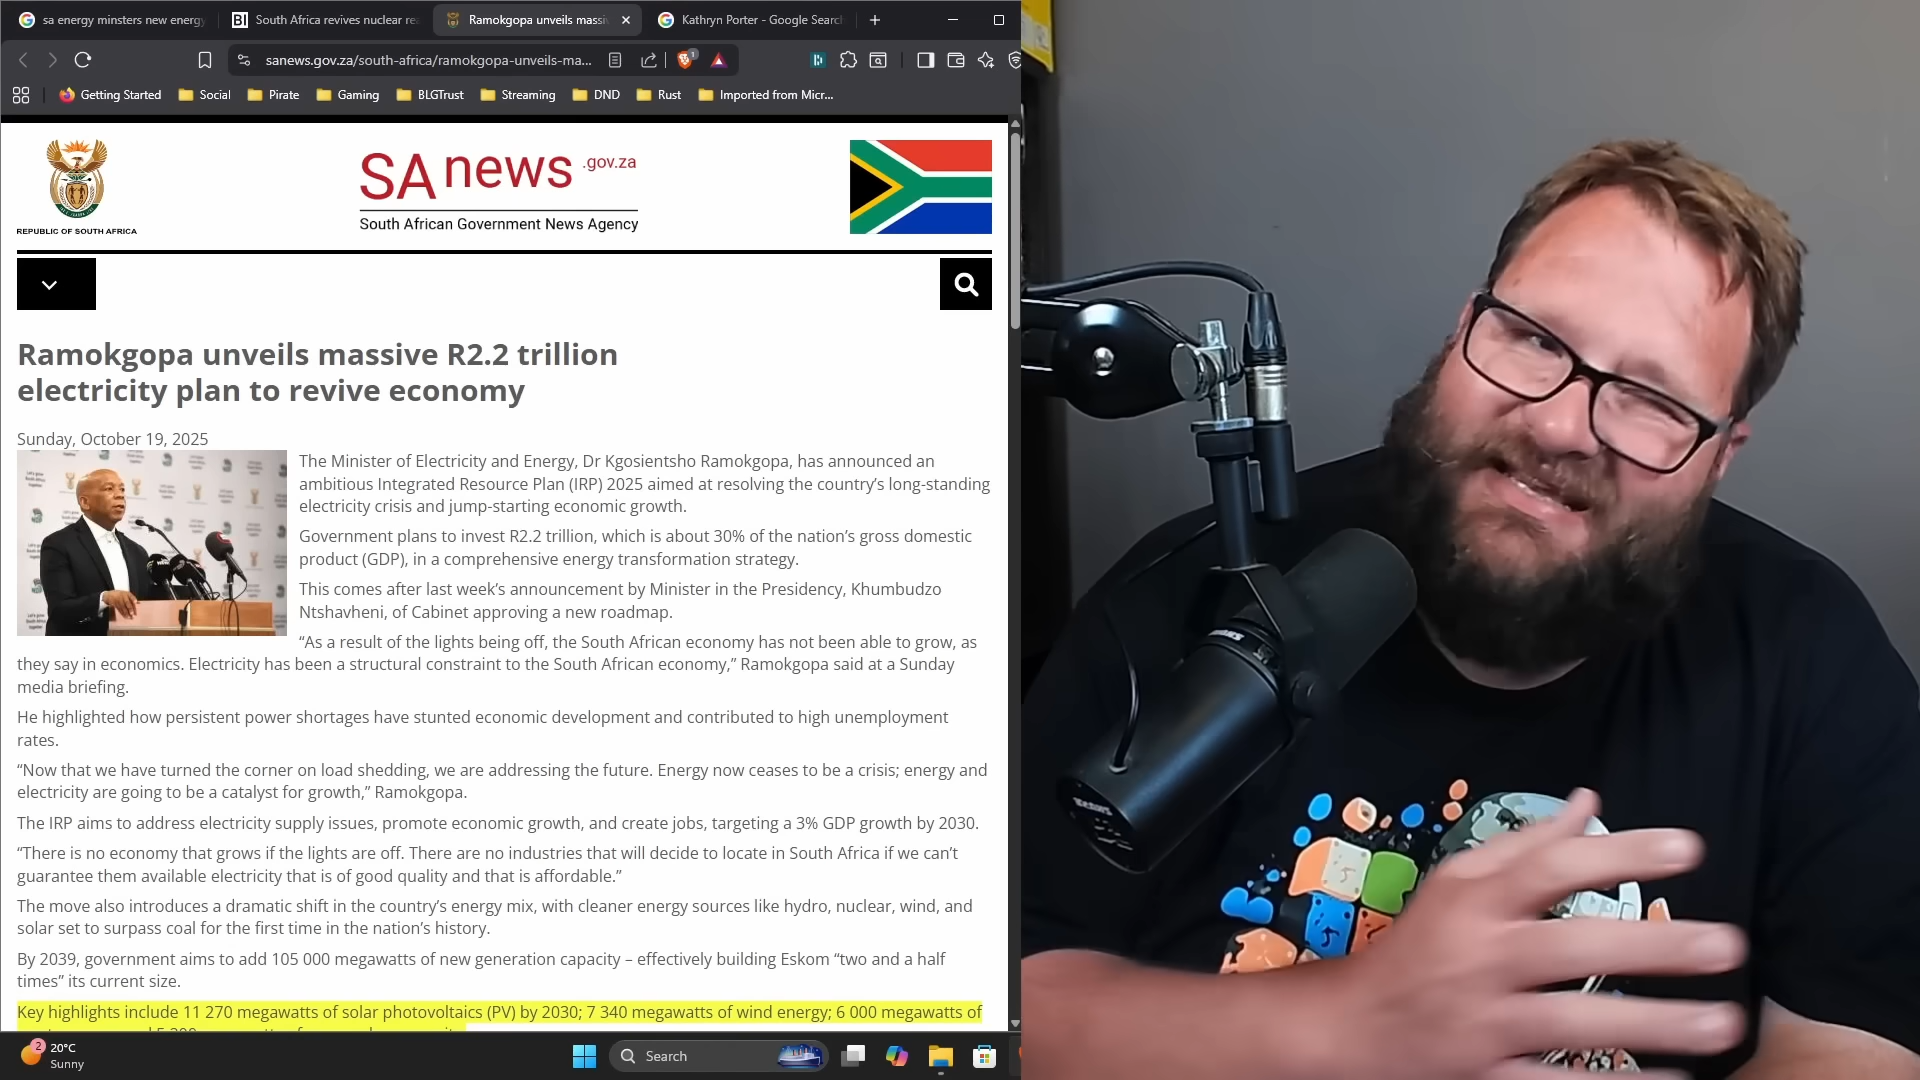 sa energy minsters new energy
South Africa revives nuclear re
Ramokgopa unveils massi
Kathryn Porter - Google Search
sanews.gov.za/south-africa/ramokgopa-unveils-ma...
1
Getting Started
Social
Pirate
Gaming
BLGTrust
Streaming
DND
Rust
Imported from Micr...
REPUBLIC OF SOUTH AFRICA
SAnews.gov.za
South African Government News Agency
Ramokgopa unveils massive R2.2 trillion
electricity plan to revive economy
Sunday, October 19, 2025
The Minister of Electricity and Energy, Dr Kgosientsho Ramokgopa, has announced an
ambitious Integrated Resource Plan (IRP) 2025 aimed at resolving the country’s long-standing
electricity crisis and jump-starting economic growth.
Government plans to invest R2.2 trillion, which is about 30% of the nation’s gross domestic
product (GDP), in a comprehensive energy transformation strategy.
This comes after last week’s announcement by Minister in the Presidency, Khumbudzo
Ntshavheni, of Cabinet approving a new roadmap.
“As a result of the lights being off, the South African economy has not been able to grow, as
they say in economics. Electricity has been a structural constraint to the South African economy,” Ramokgopa said at a Sunday
media briefing.
He highlighted how persistent power shortages have stunted economic development and contributed to high unemployment
rates.
“Now that we have turned the corner on load shedding, we are addressing the future. Energy now ceases to be a crisis; energy and
electricity are going to be a catalyst for growth,” Ramokgopa.
The IRP aims to address electricity supply issues, promote economic growth, and create jobs, targeting a 3% GDP growth by 2030.
“There is no economy that grows if the lights are off. There are no industries that will decide to locate in South Africa if we can’t
guarantee them available electricity that is of good quality and that is affordable.”
The move also introduces a dramatic shift in the country’s energy mix, with cleaner energy sources like hydro, nuclear, wind, and
solar set to surpass coal for the first time in the nation’s history.
By 2039, government aims to add 105 000 megawatts of new generation capacity – effectively building Eskom “two and a half
times” its current size.
Key highlights include 11 270 megawatts of solar photovoltaics (PV) by 2030; 7 340 megawatts of wind energy; 6 000 megawatts of
2
20°C
Sunny
Search